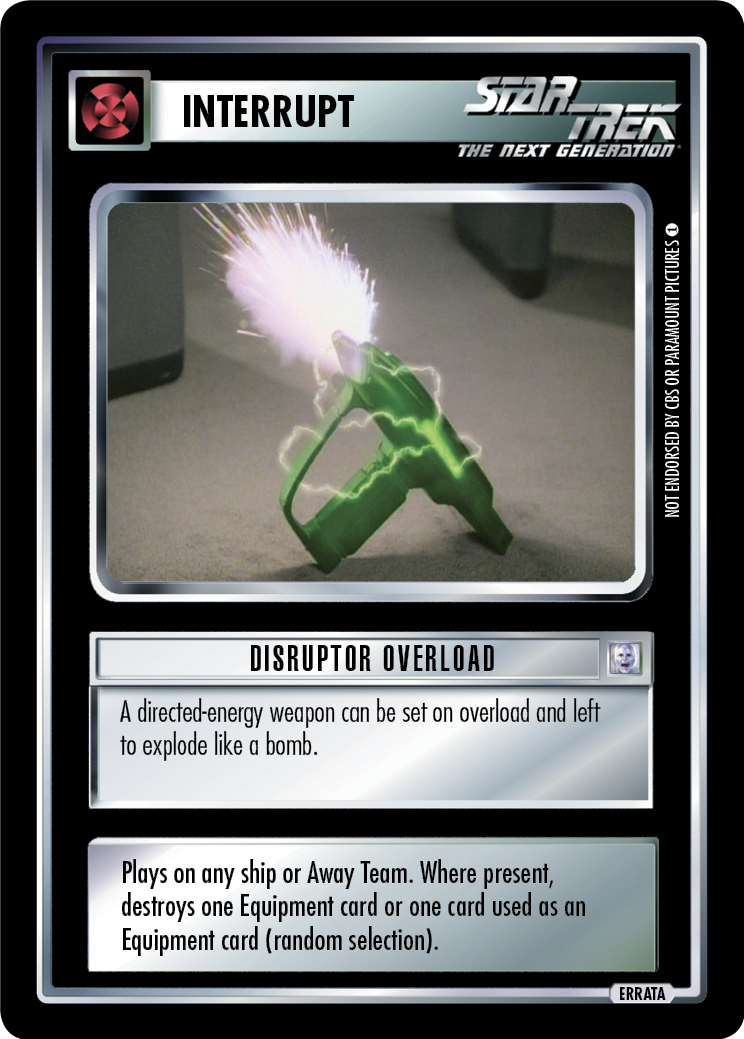 INTERRUPT
STAR TREK
THE NEXT GENERATION
NOT ENDORSED BY CBS OR PARAMOUNT PICTURES 1
DISRUPTOR OVERLOAD
A directed-energy weapon can be set on overload and left
to explode like a bomb.
Plays on any ship or Away Team. Where present,
destroys one Equipment card or one card used as an
Equipment card (random selection).
ERRATA